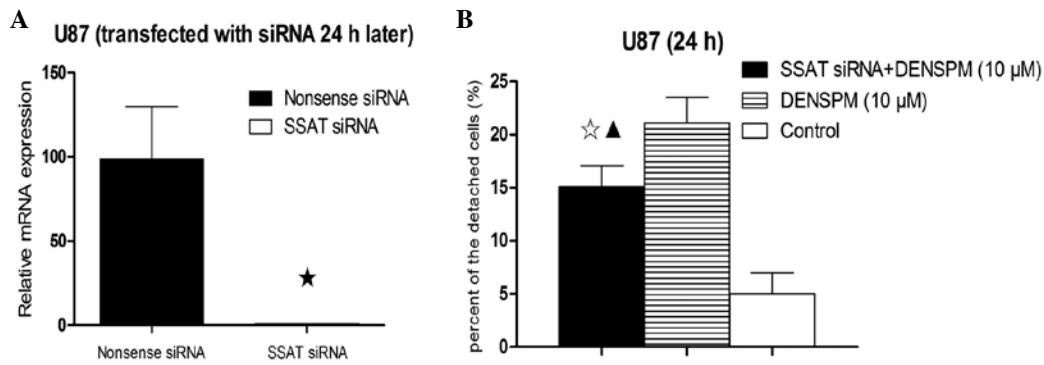 A
U87 (transfected with siRNA 24 h later)
Relative mRNA expression
150
100
50
0
Nonsense siRNA
SSAT siRNA
Nonsense siRNA
SSAT siRNA
B
U87 (24 h)
percent of the detached cells (%)
25
20
15
10
5
0
SSAT siRNA+DENSPM (10 µM)
DENSPM (10 µM)
Control